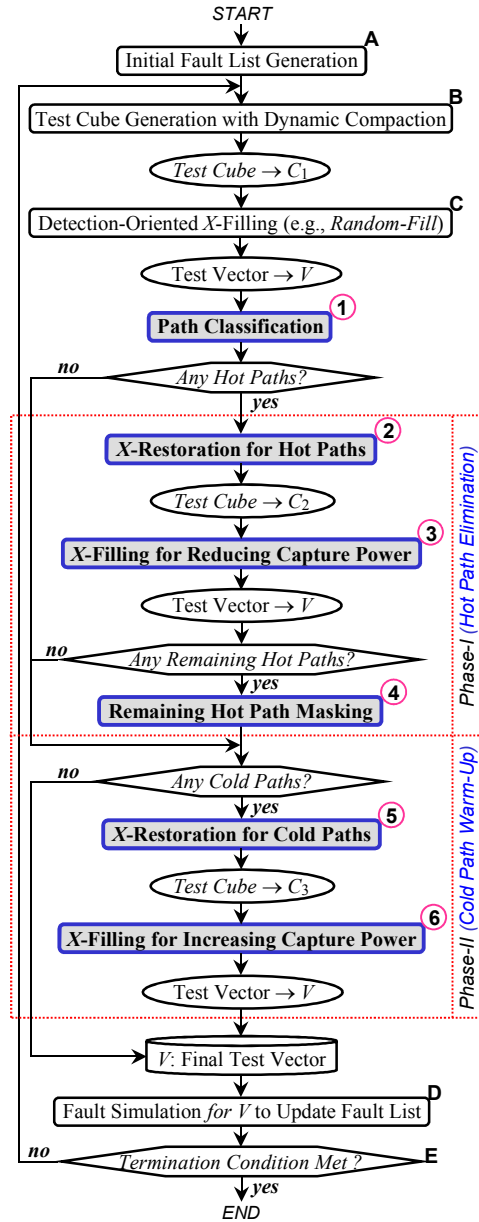 START
A
Initial Fault List Generation
B
Test Cube Generation with Dynamic Compaction
Test Cube → C₁
C
Detection-Oriented X-Filling (e.g., Random-Fill)
Test Vector → V
1
Path Classification
no
Any Hot Paths?
yes
2
X-Restoration for Hot Paths
Test Cube → C₂
3
X-Filling for Reducing Capture Power
Test Vector → V
no
Any Remaining Hot Paths?
yes
4
Remaining Hot Path Masking
Phase-I (Hot Path Elimination)
no
Any Cold Paths?
yes
5
X-Restoration for Cold Paths
Test Cube → C₃
6
X-Filling for Increasing Capture Power
Test Vector → V
Phase-II (Cold Path Warm-Up)
V: Final Test Vector
D
Fault Simulation for V to Update Fault List
no
Termination Condition Met ?
E
yes
END